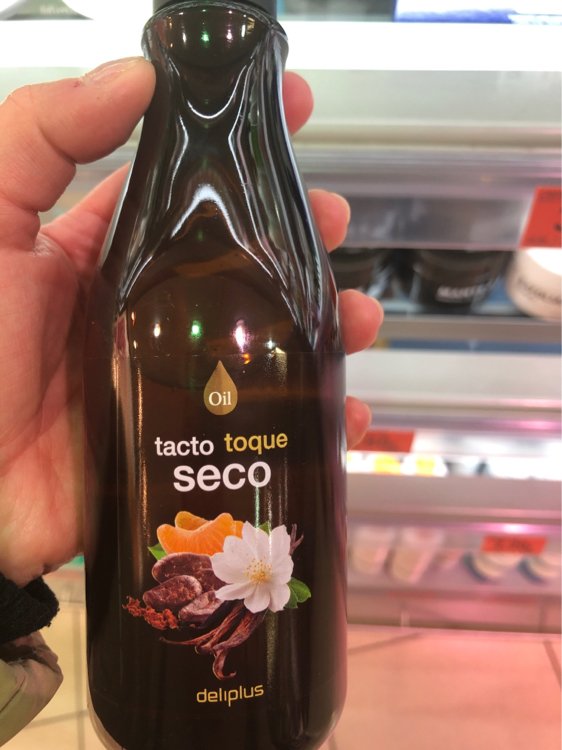 Oil
tacto toque
seco
deliplus